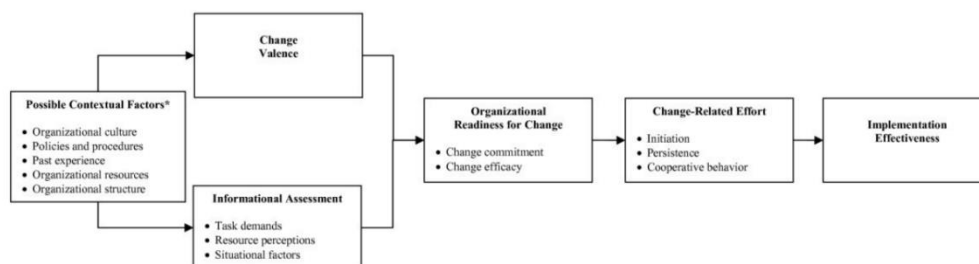 Change
Valence
Possible Contextual Factors*
• Organizational culture
• Policies and procedures
• Past experience
• Organizational resources
• Organizational structure
Informational Assessment
• Task demands
• Resource perceptions
• Situational factors
Organizational
Readiness for Change
• Change commitment
• Change efficacy
Change-Related Effort
• Initiation
• Persistence
• Cooperative behavior
Implementation
Effectiveness